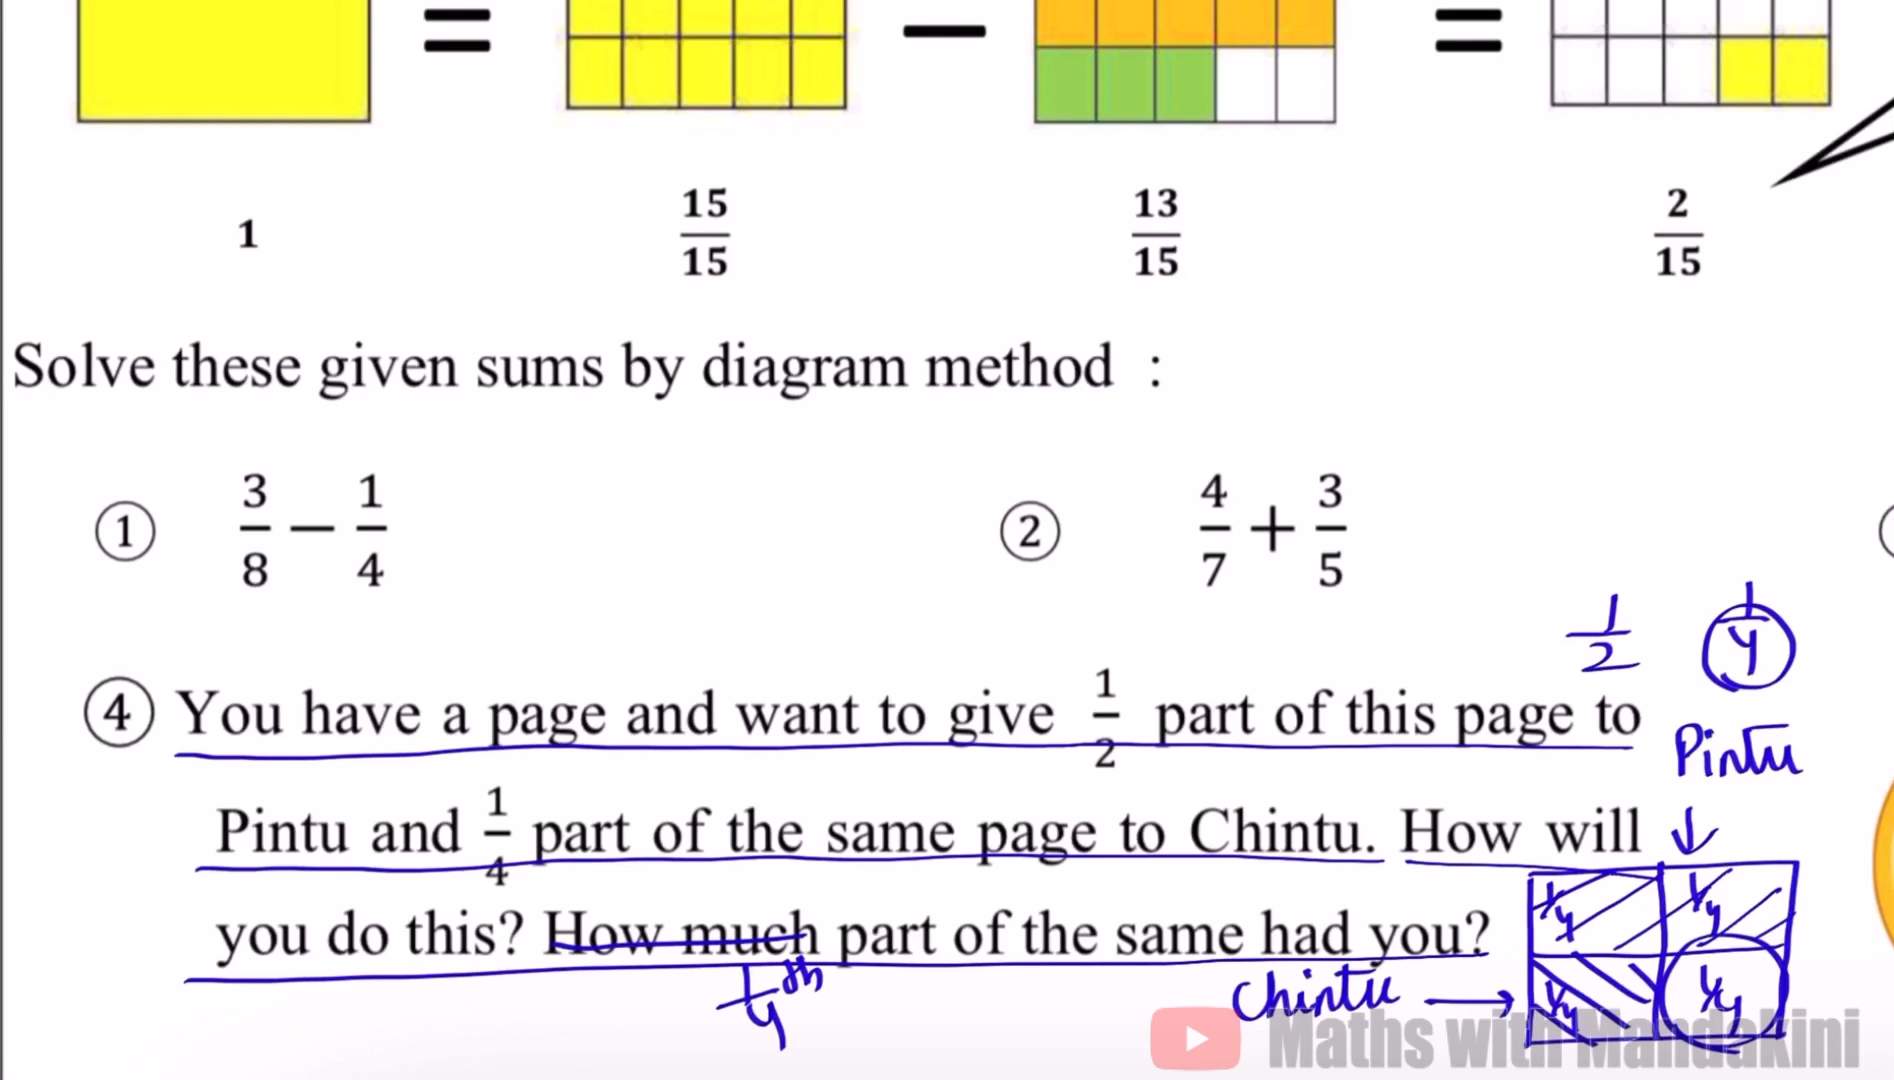 = − =
1 15/15 13/15 2/15
Solve these given sums by diagram method :
① 3/8 − 1/4 ② 4/7 + 3/5
1/2 1/4
④ You have a page and want to give 1/2 part of this page to
Pintu
Pintu and 1/4 part of the same page to Chintu. How will
you do this? How much part of the same had you?
1/4 1/4
1/4 1/4
1/4th
Chintu →
Maths with Mandakini